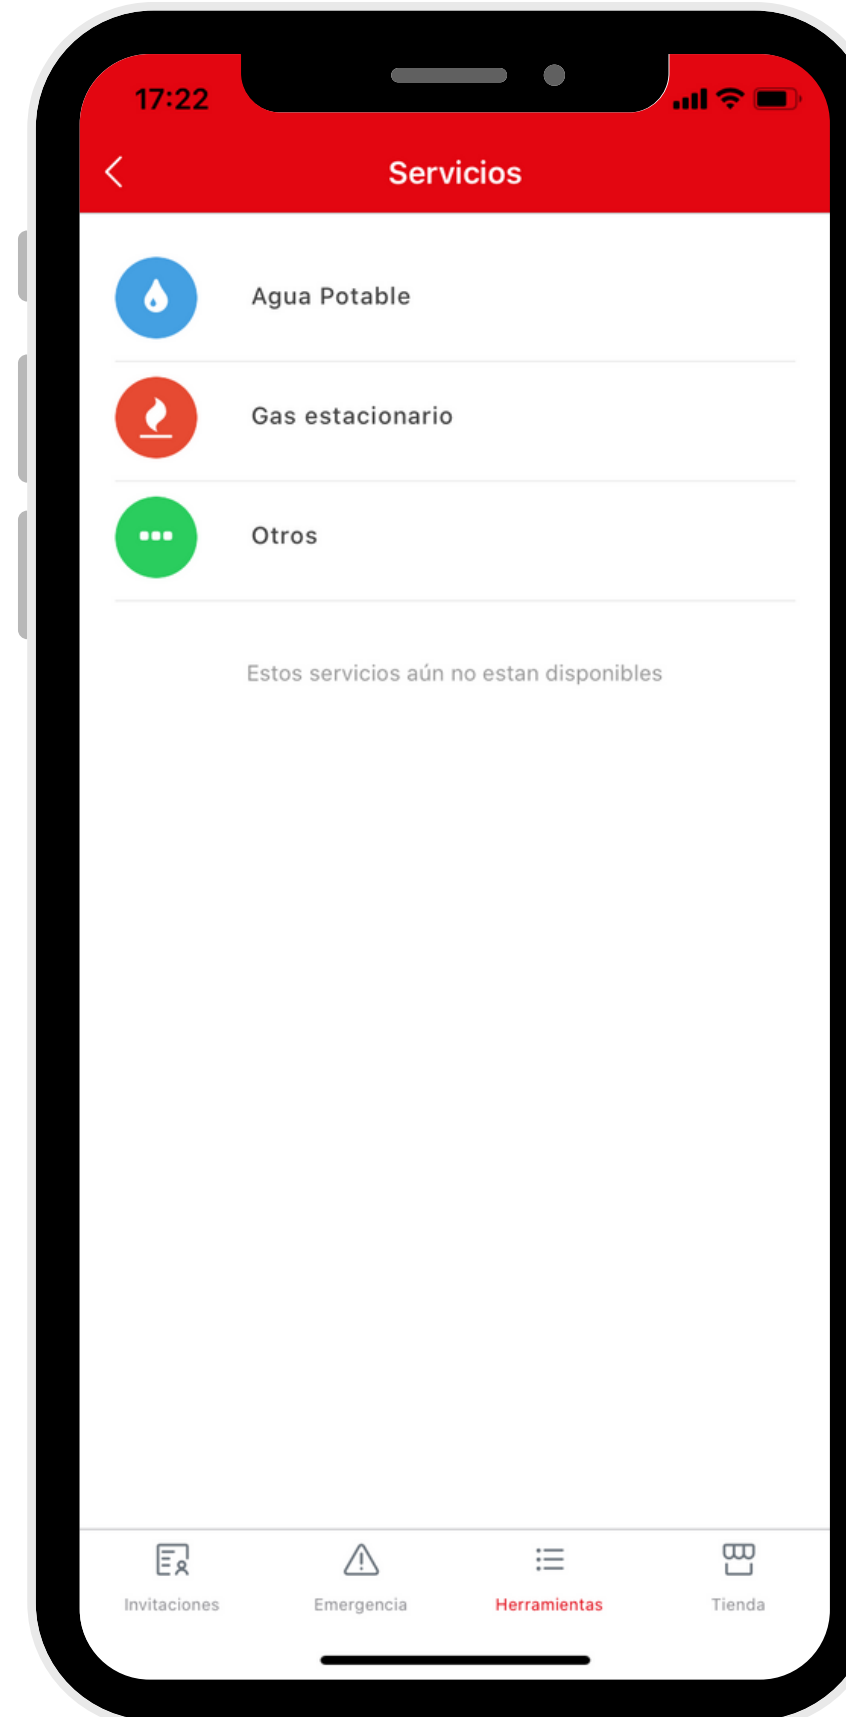 17:22
Servicios
Agua Potable
Gas estacionario
Otros
Estos servicios aún no estan disponibles
Invitaciones
Emergencia
Herramientas
Tienda